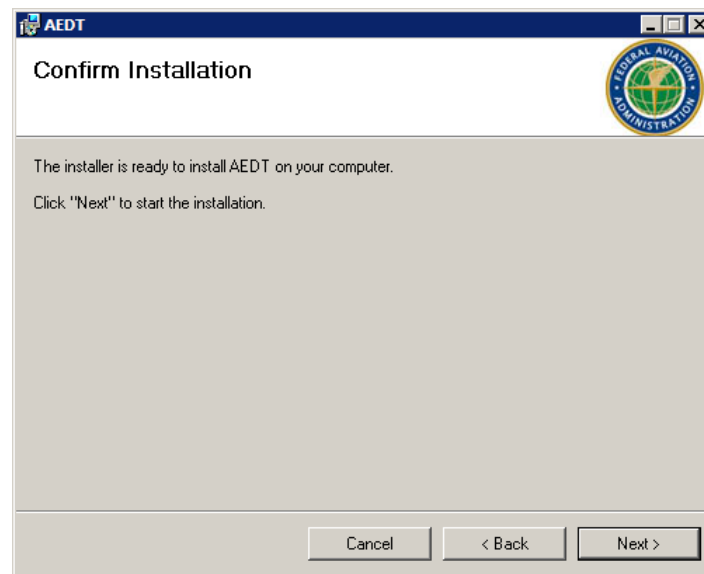 AEDT
Confirm Installation
FEDERAL AVIATION
ADMINISTRATION
The installer is ready to install AEDT on your computer.
Click "Next" to start the installation.
Cancel
< Back
Next >